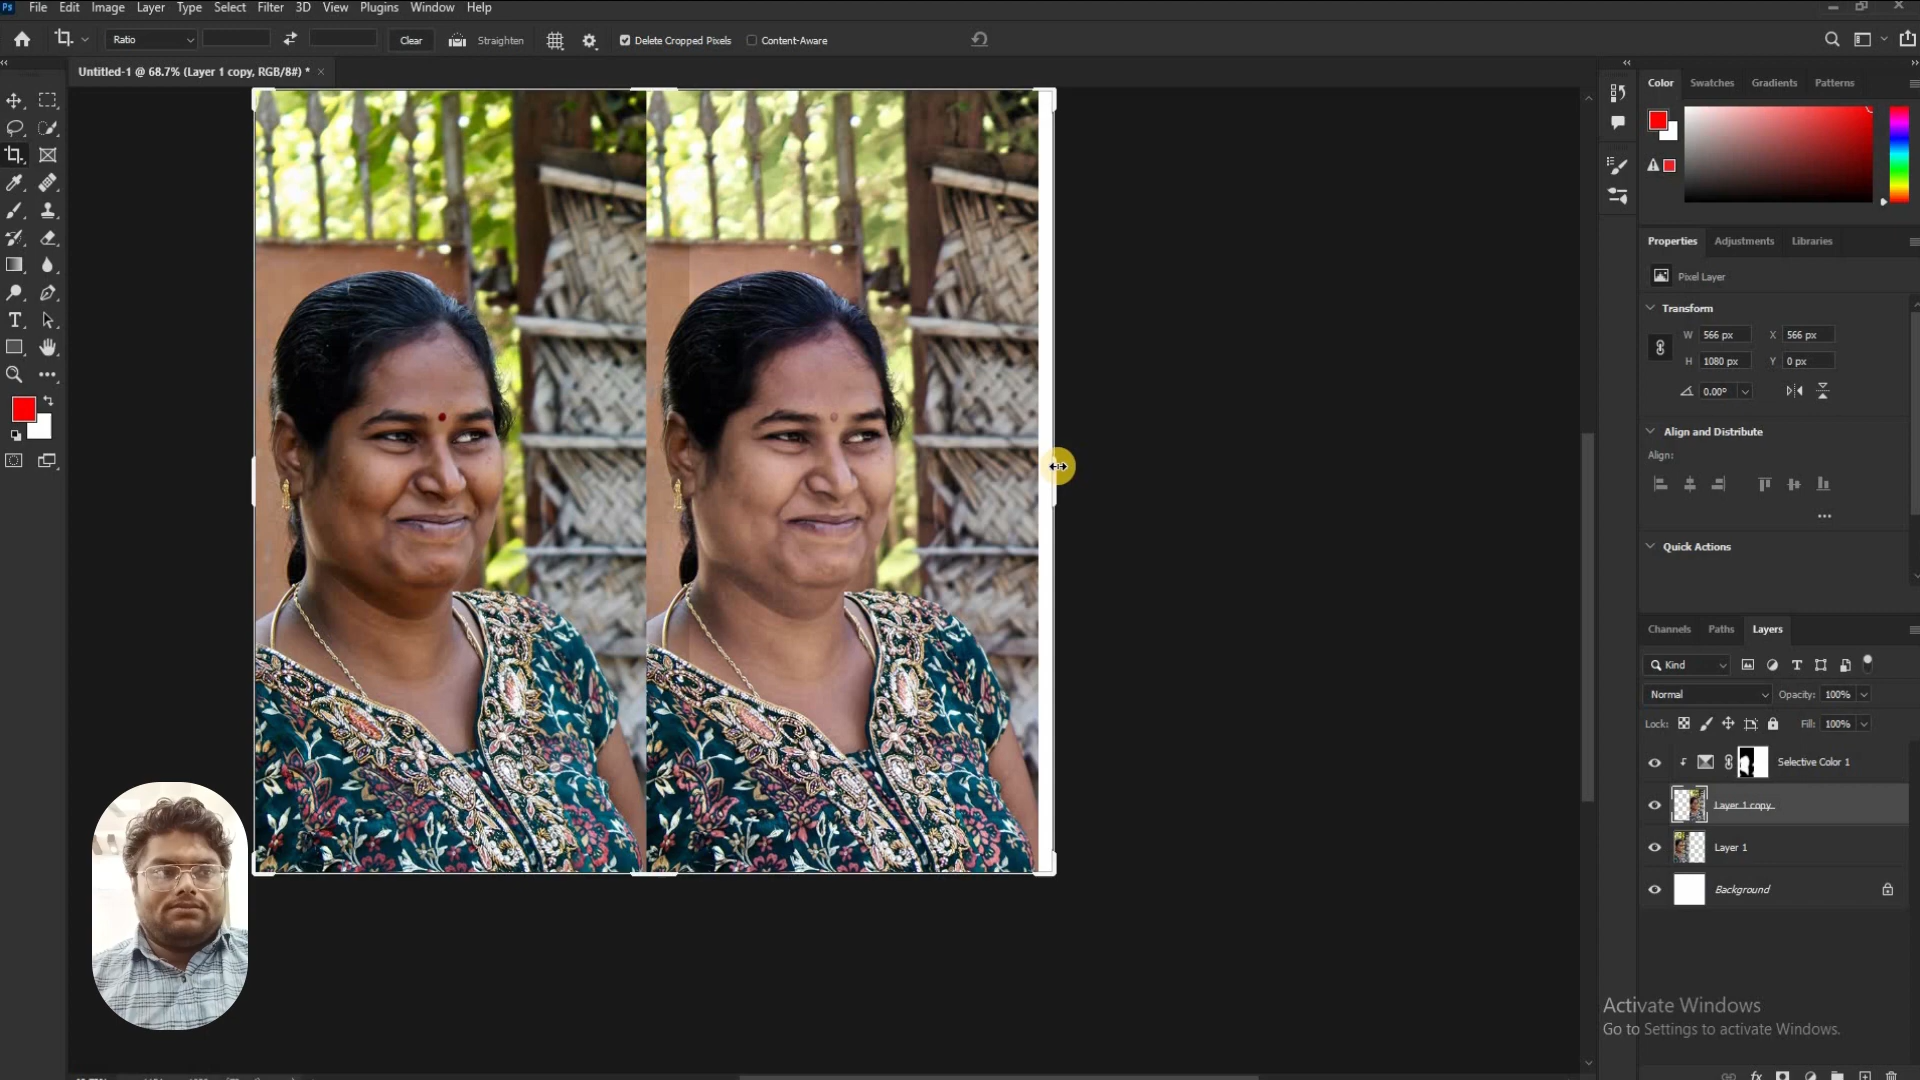 Ps File Edit Image Layer Type Select Filter 3D View Plugins Window Help
Ratio Clear Straighten Delete Cropped Pixels Content-Aware
Untitled-1 @ 68.7% (Layer 1 copy, RGB/8#) * ×
Color Swatches Gradients Patterns
Properties Adjustments Libraries
Pixel Layer
Transform
W 566 px X 566 px
H 1080 px Y 0 px
0.00°
Align and Distribute
Align:
Quick Actions
Channels Paths Layers
Kind
Normal Opacity: 100%
Lock: Fill: 100%
Selective Color 1
Layer 1 copy
Layer 1
Background
Activate Windows
Go to Settings to activate Windows.
fx